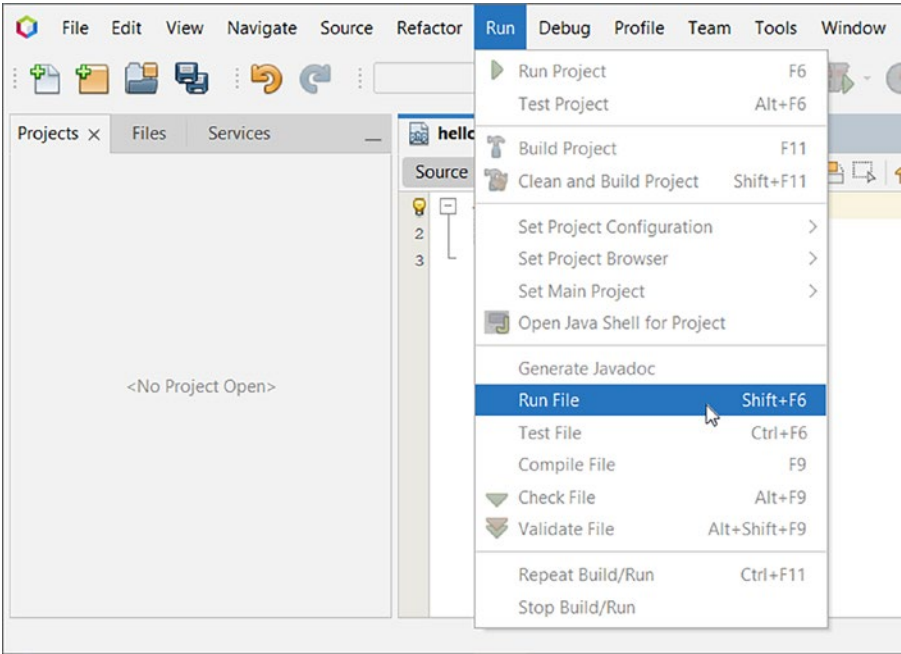 File Edit View Navigate Source Refactor Run Debug Profile Team Tools Window
Projects Files Services
Source
2
3
<No Project Open>
Run Project F6
Test Project Alt+F6
Build Project F11
Clean and Build Project Shift+F11
Set Project Configuration
Set Project Browser
Set Main Project
Open Java Shell for Project
Generate Javadoc
Run File Shift+F6
Test File Ctrl+F6
Compile File F9
Check File Alt+F9
Validate File Alt+Shift+F9
Repeat Build/Run Ctrl+F11
Stop Build/Run